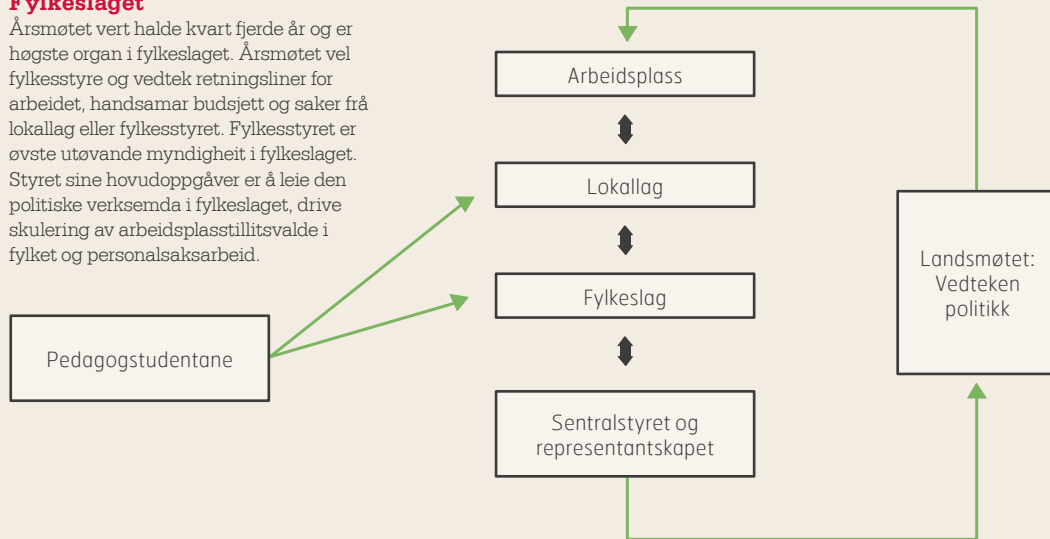 Fylkeslaget
Årsmøtet vert halde kvart fjerde år og er
høgste organ i fylkeslaget. Årsmøtet vel
fylkesstyre og vedtek retningsliner for
arbeidet, handsamar budsjett og saker frå
lokallag eller fylkesstyret. Fylkesstyret er
øvste utøvande myndigheit i fylkeslaget.
Styret sine hovudoppgåver er å leie den
politiske verksemda i fylkeslaget, drive
skulering av arbeidsplasstillitsvalde i
fylket og personalsaksarbeid.
Pedagogstudentane
Arbeidsplass
Lokallag
Fylkeslag
Sentralstyret og
representantskapet
Landsmøtet:
Vedteken
politikk